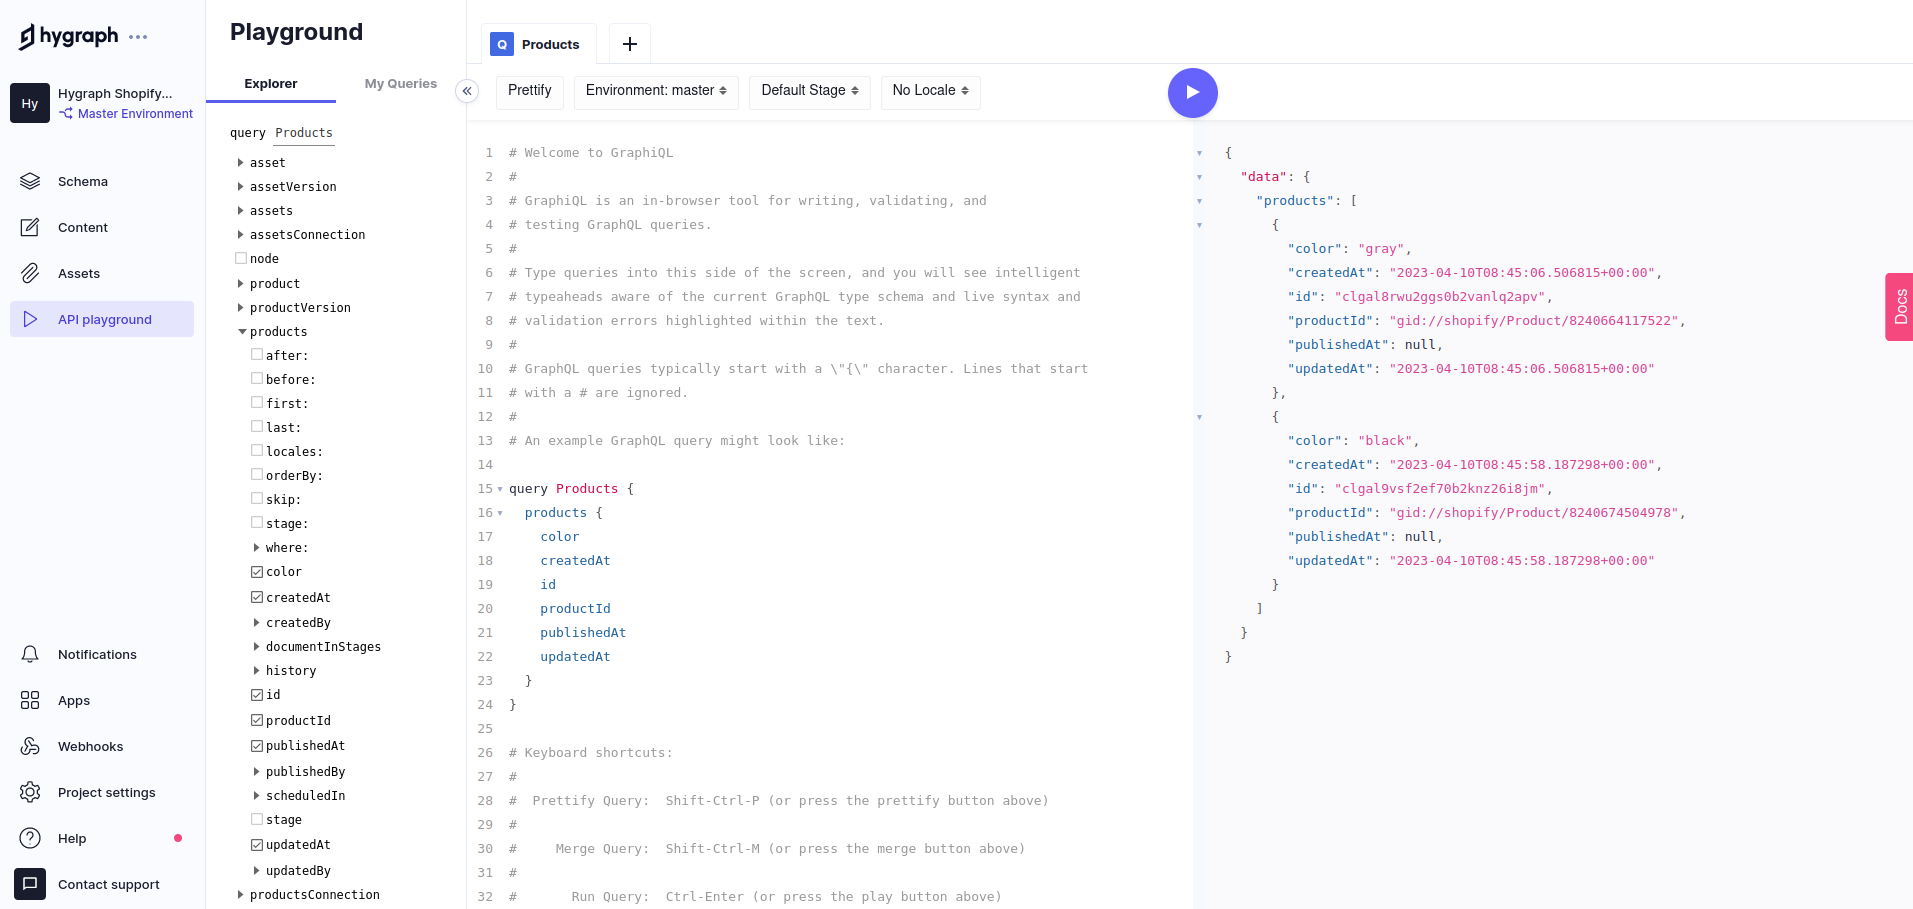 hygraph
Hy
Hygraph Shopify...
Master Environment
Schema
Content
Assets
API playground
Notifications
Apps
Webhooks
Project settings
Help
Contact support
Playground
Explorer
My Queries
query Products
asset
assetVersion
assets
assetsConnection
node
product
productVersion
products
after:
before:
first:
last:
locales:
orderBy:
skip:
stage:
where:
color
createdAt
createdBy
documentInStages
history
id
productId
publishedAt
publishedBy
scheduledIn
stage
updatedAt
updatedBy
productsConnection
Q Products
Prettify
Environment: master
Default Stage
No Locale
1 # Welcome to GraphiQL
2 #
3 # GraphiQL is an in-browser tool for writing, validating, and
4 # testing GraphQL queries.
5 #
6 # Type queries into this side of the screen, and you will see intelligent
7 # typeaheads aware of the current GraphQL type schema and live syntax and
8 # validation errors highlighted within the text.
9 #
10 # GraphQL queries typically start with a \"{\" character. Lines that start
11 # with a # are ignored.
12 #
13 # An example GraphQL query might look like:
14
15 query Products {
16 products {
17 color
18 createdAt
19 id
20 productId
21 publishedAt
22 updatedAt
23 }
24 }
25
26 # Keyboard shortcuts:
27 #
28 #  Prettify Query:  Shift-Ctrl-P (or press the prettify button above)
29 #
30 #     Merge Query:  Shift-Ctrl-M (or press the merge button above)
31 #
32 #       Run Query:  Ctrl-Enter (or press the play button above)
{
"data": {
"products": [
{
"color": "gray",
"createdAt": "2023-04-10T08:45:06.506815+00:00",
"id": "clgal8rwu2ggs0b2vanlq2apv",
"productId": "gid://shopify/Product/8240664117522",
"publishedAt": null,
"updatedAt": "2023-04-10T08:45:06.506815+00:00"
},
{
"color": "black",
"createdAt": "2023-04-10T08:45:58.187298+00:00",
"id": "clgal9vsf2ef70b2knz26i8jm",
"productId": "gid://shopify/Product/8240674504978",
"publishedAt": null,
"updatedAt": "2023-04-10T08:45:58.187298+00:00"
}
]
}
}
Docs